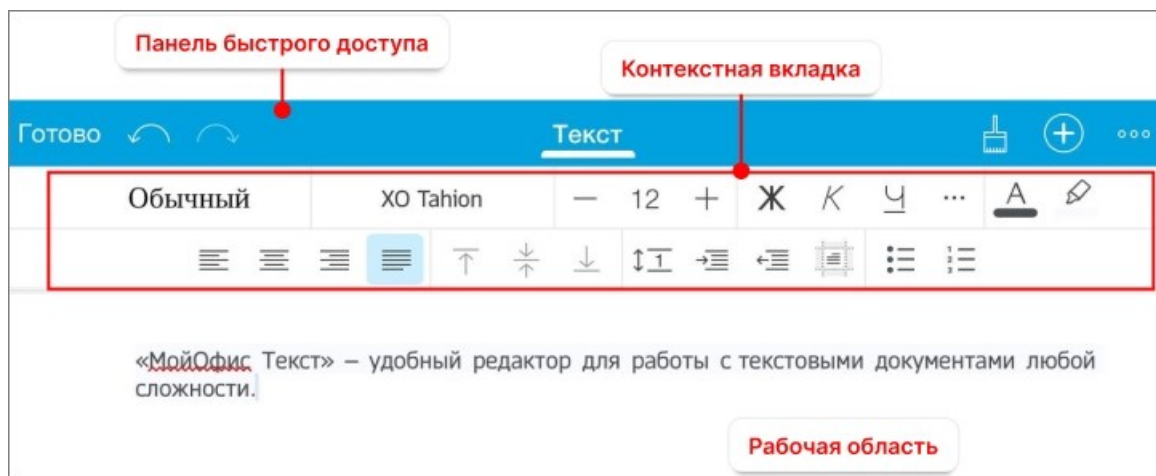 Панель быстрого доступа
Контекстная вкладка
Готово Текст
Обычный XO Tahion 12 Ж К Ч ... А
1
«МойОфис Текст» – удобный редактор для работы с текстовыми документами любой
сложности.
Рабочая область